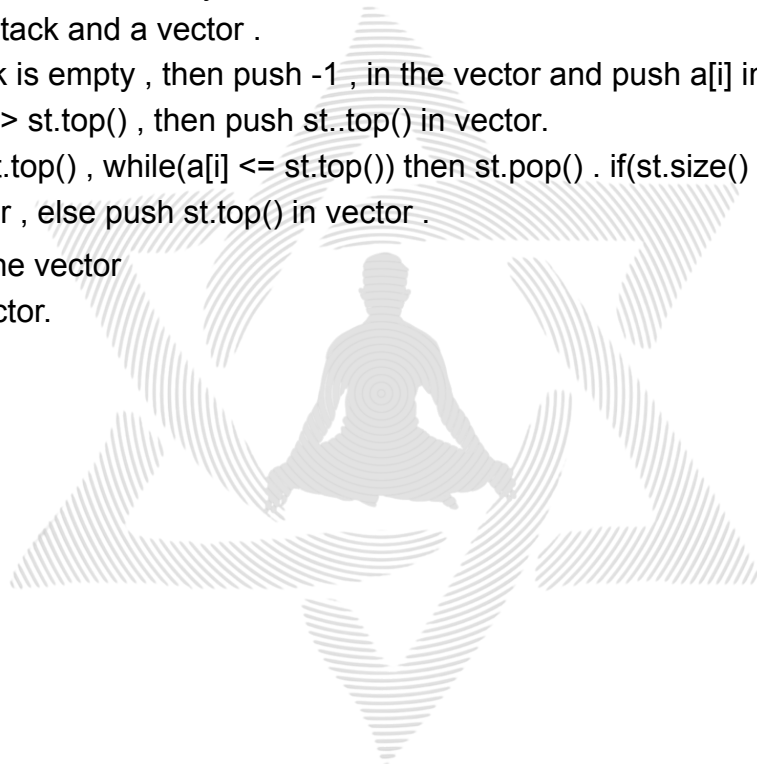 tack and a vector .
k is empty , then push -1 , in the vector and push a[i] in
> st.top() , then push st..top() in vector.
t.top() , while(a[i] <= st.top()) then st.pop() . if(st.size()
r , else push st.top() in vector .
he vector
ctor.